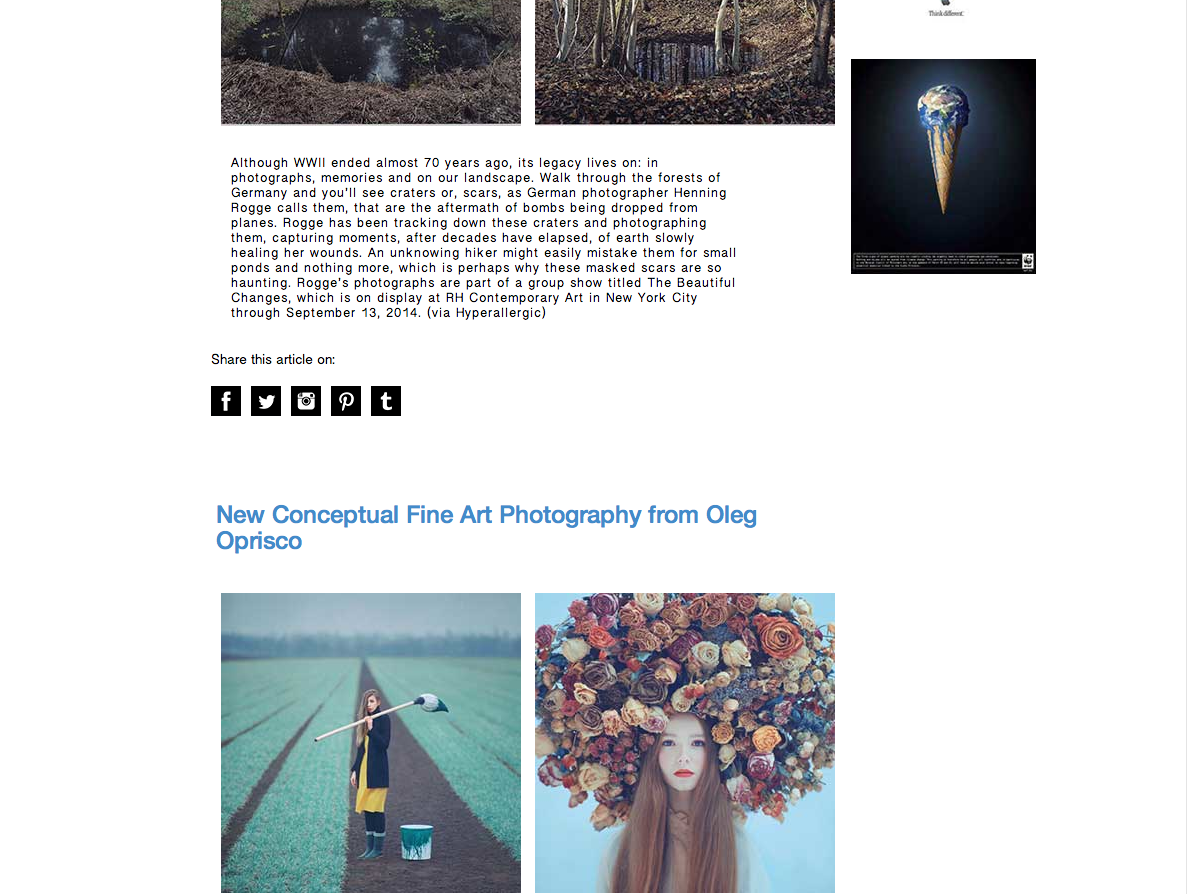 Think different.
Although WWII ended almost 70 years ago, its legacy lives on: in
photographs, memories and on our landscape. Walk through the forests of
Germany and you'll see craters or, scars, as German photographer Henning
Rogge calls them, that are the aftermath of bombs being dropped from
planes. Rogge has been tracking down these craters and photographing
them, capturing moments, after decades have elapsed, of earth slowly
healing her wounds. An unknowing hiker might easily mistake them for small
ponds and nothing more, which is perhaps why these masked scars are so
haunting. Rogge's photographs are part of a group show titled The Beautiful
Changes, which is on display at RH Contemporary Art in New York City
through September 13, 2014. (via Hyperallergic)
Share this article on:
New Conceptual Fine Art Photography from Oleg
Oprisco